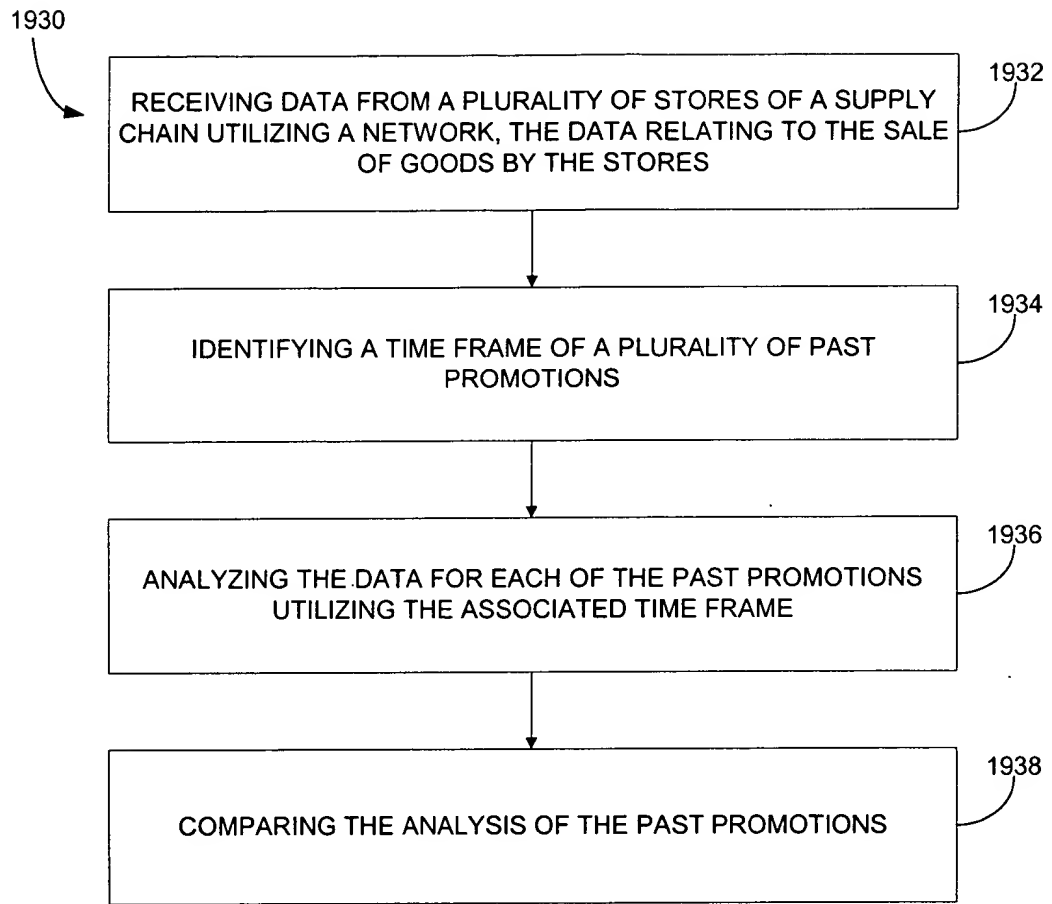 1930
1932
RECEIVING DATA FROM A PLURALITY OF STORES OF A SUPPLY
CHAIN UTILIZING A NETWORK, THE DATA RELATING TO THE SALE
OF GOODS BY THE STORES
1934
IDENTIFYING A TIME FRAME OF A PLURALITY OF PAST
PROMOTIONS
1936
ANALYZING THE DATA FOR EACH OF THE PAST PROMOTIONS
UTILIZING THE ASSOCIATED TIME FRAME
1938
COMPARING THE ANALYSIS OF THE PAST PROMOTIONS